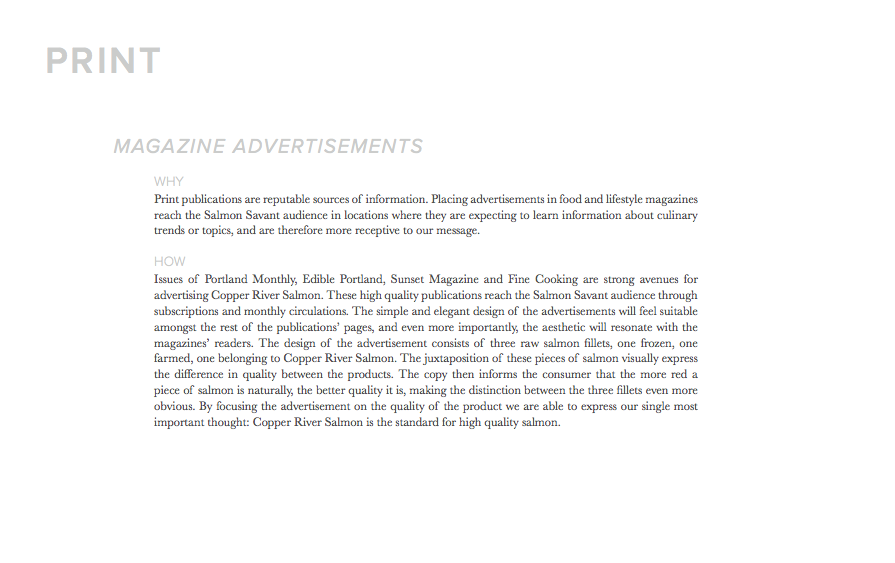 PRINT
MAGAZINE ADVERTISEMENTS
WHY
Print publications are reputable sources of information. Placing advertisements in food and lifestyle magazines
reach the Salmon Savant audience in locations where they are expecting to learn information about culinary
trends or topics, and are therefore more receptive to our message.
HOW
Issues of Portland Monthly, Edible Portland, Sunset Magazine and Fine Cooking are strong avenues for
advertising Copper River Salmon. These high quality publications reach the Salmon Savant audience through
subscriptions and monthly circulations. The simple and elegant design of the advertisements will feel suitable
amongst the rest of the publications’ pages, and even more importantly, the aesthetic will resonate with the
magazines’ readers. The design of the advertisement consists of three raw salmon fillets, one frozen, one
farmed, one belonging to Copper River Salmon. The juxtaposition of these pieces of salmon visually express
the difference in quality between the products. The copy then informs the consumer that the more red a
piece of salmon is naturally, the better quality it is, making the distinction between the three fillets even more
obvious. By focusing the advertisement on the quality of the product we are able to express our single most
important thought: Copper River Salmon is the standard for high quality salmon.